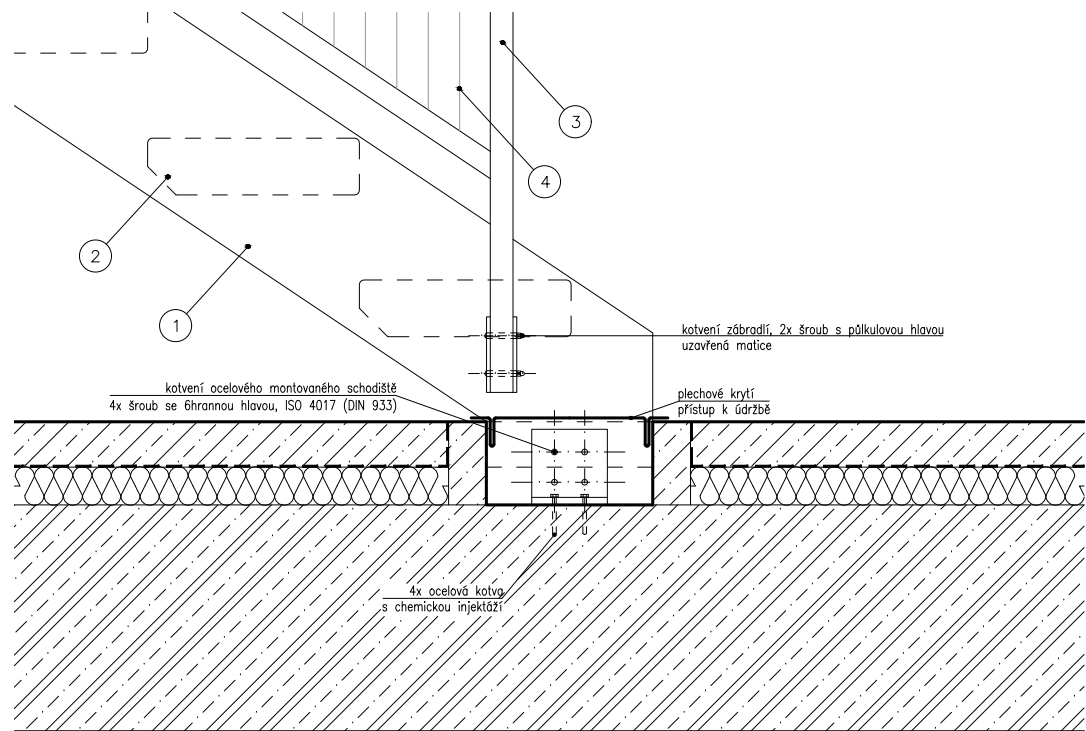 3
4
2
1
kotvení zábradlí, 2x šroub s půlkulovou hlavou
uzavřená matice
kotvení ocelového montovaného schodiště
4x šroub se 6hrannou hlavou, ISO 4017 (DIN 933)
plechové krytí
přístup k údržbě
4x ocelová kotva
s chemickou injektáží